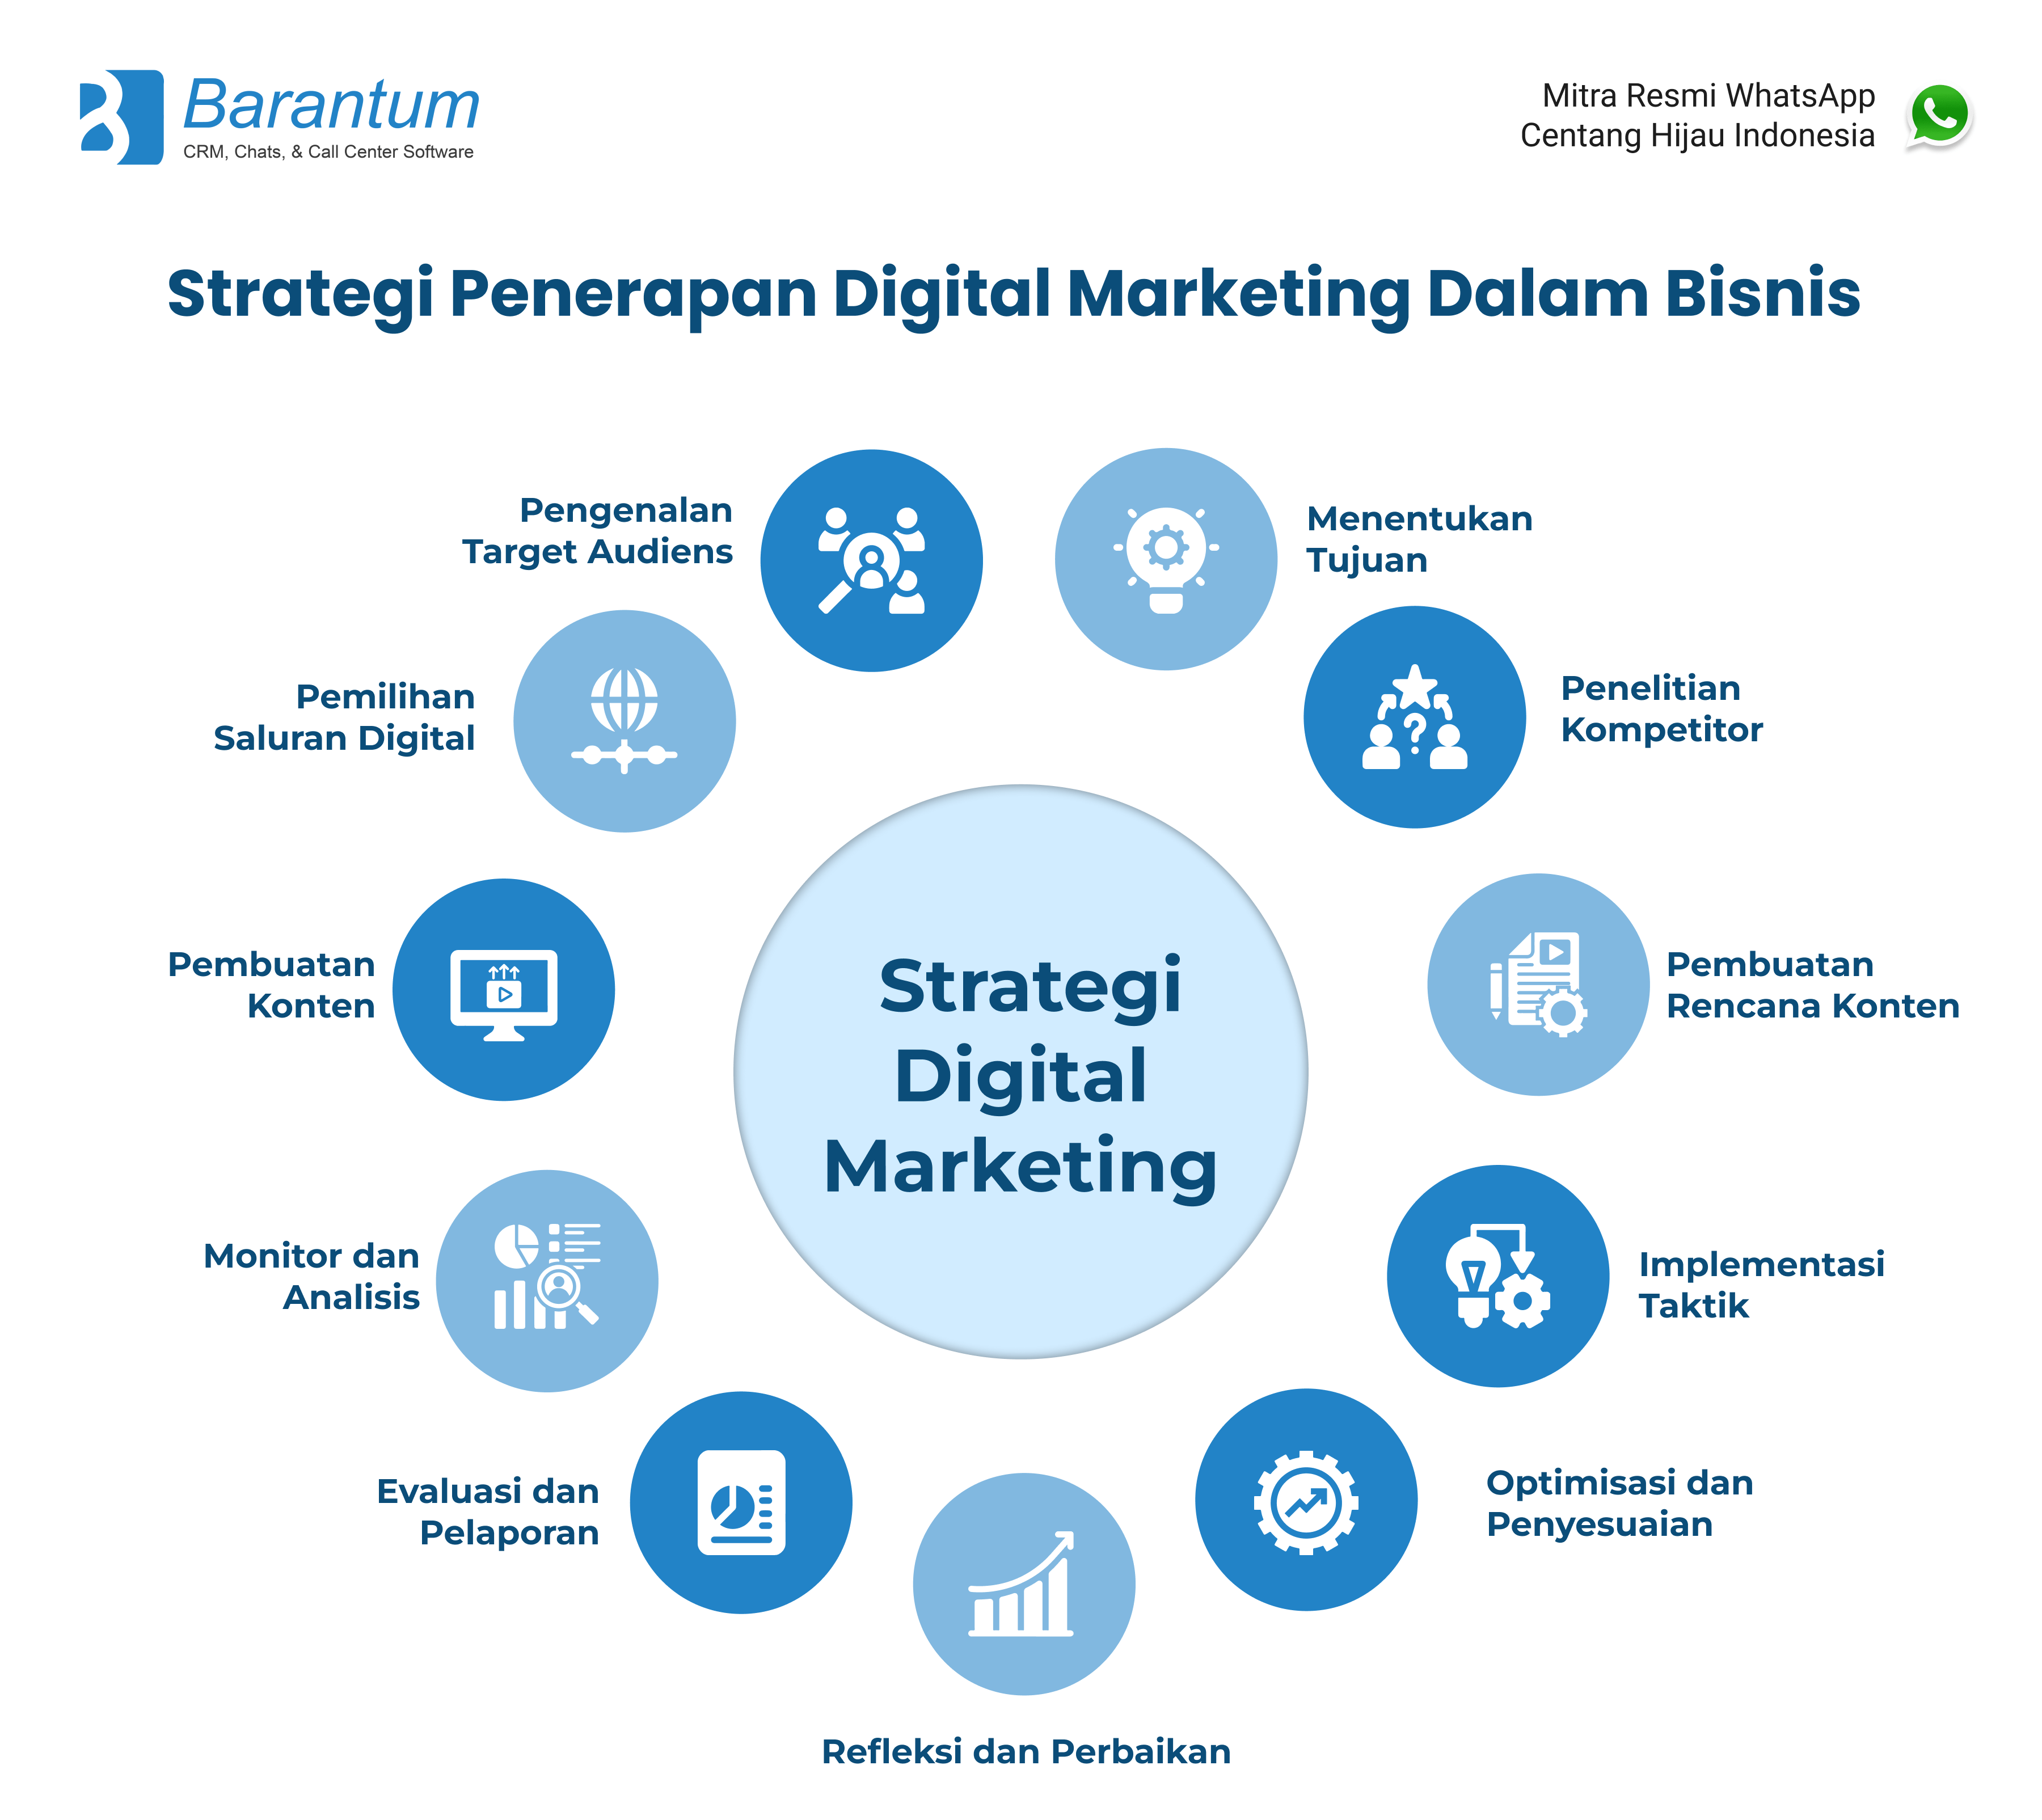 Barantum
CRM, Chats, & Call Center Software
Mitra Resmi WhatsApp
Centang Hijau Indonesia
Strategi Penerapan Digital Marketing Dalam Bisnis
Pengenalan
Target Audiens
Menentukan
Tujuan
Pemilihan
Saluran Digital
Penelitian
Kompetitor
Pembuatan
Konten
Pembuatan
Rencana Konten
Strategi
Digital
Marketing
Monitor dan
Analisis
Implementasi
Taktik
Evaluasi dan
Pelaporan
Optimisasi dan
Penyesuaian
Refleksi dan Perbaikan